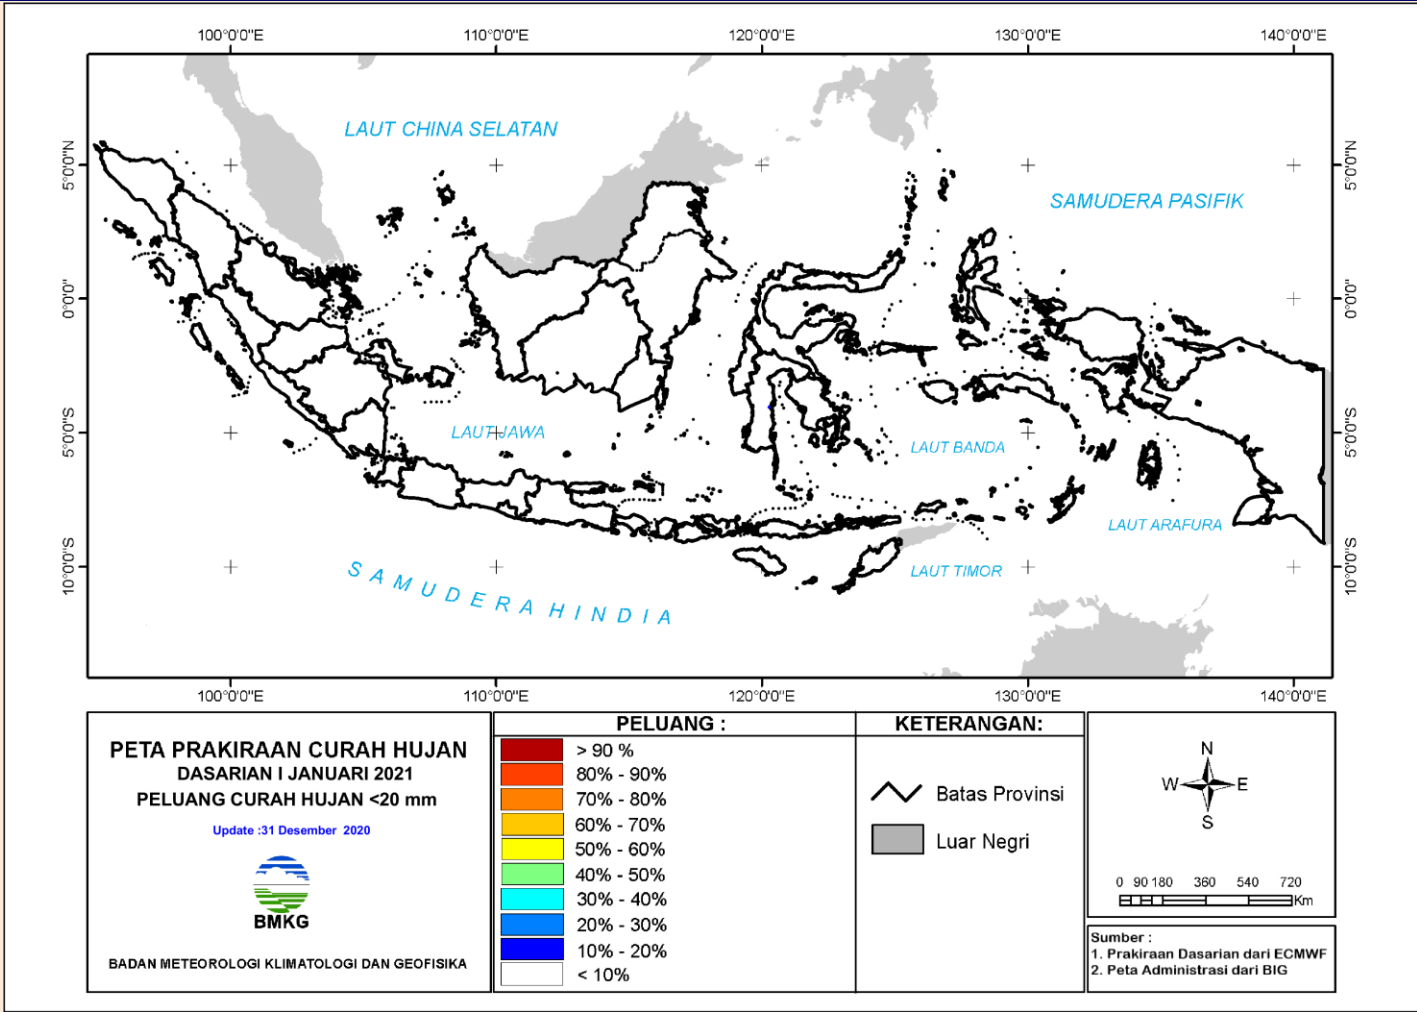 100°0'0"E 110°0'0"E 120°0'0"E 130°0'0"E 140°0'0"E
LAUT CHINA SELATAN
5°0'0"N 5°0'0"N
SAMUDERA PASIFIK
0°0'0" 0°0'0"
LAUT JAWA
5°0'0"S 5°0'0"S
LAUT BANDA
LAUT ARAFURA
10°0'0"S 10°0'0"S
LAUT TIMOR
SAMUDERA HINDIA
100°0'0"E 110°0'0"E 120°0'0"E 130°0'0"E 140°0'0"E
PETA PRAKIRAAN CURAH HUJAN
DASARIAN I JANUARI 2021
PELUANG CURAH HUJAN <20 mm
Update :31 Desember 2020
BMKG
BADAN METEOROLOGI KLIMATOLOGI DAN GEOFISIKA
PELUANG :
> 90 %
80% - 90%
70% - 80%
60% - 70%
50% - 60%
40% - 50%
30% - 40%
20% - 30%
10% - 20%
< 10%
KETERANGAN:
Batas Provinsi
Luar Negri
N
W E
S
0 90 180 360 540 720
Km
Sumber :
1. Prakiraan Dasarian dari ECMWF
2. Peta Administrasi dari BIG